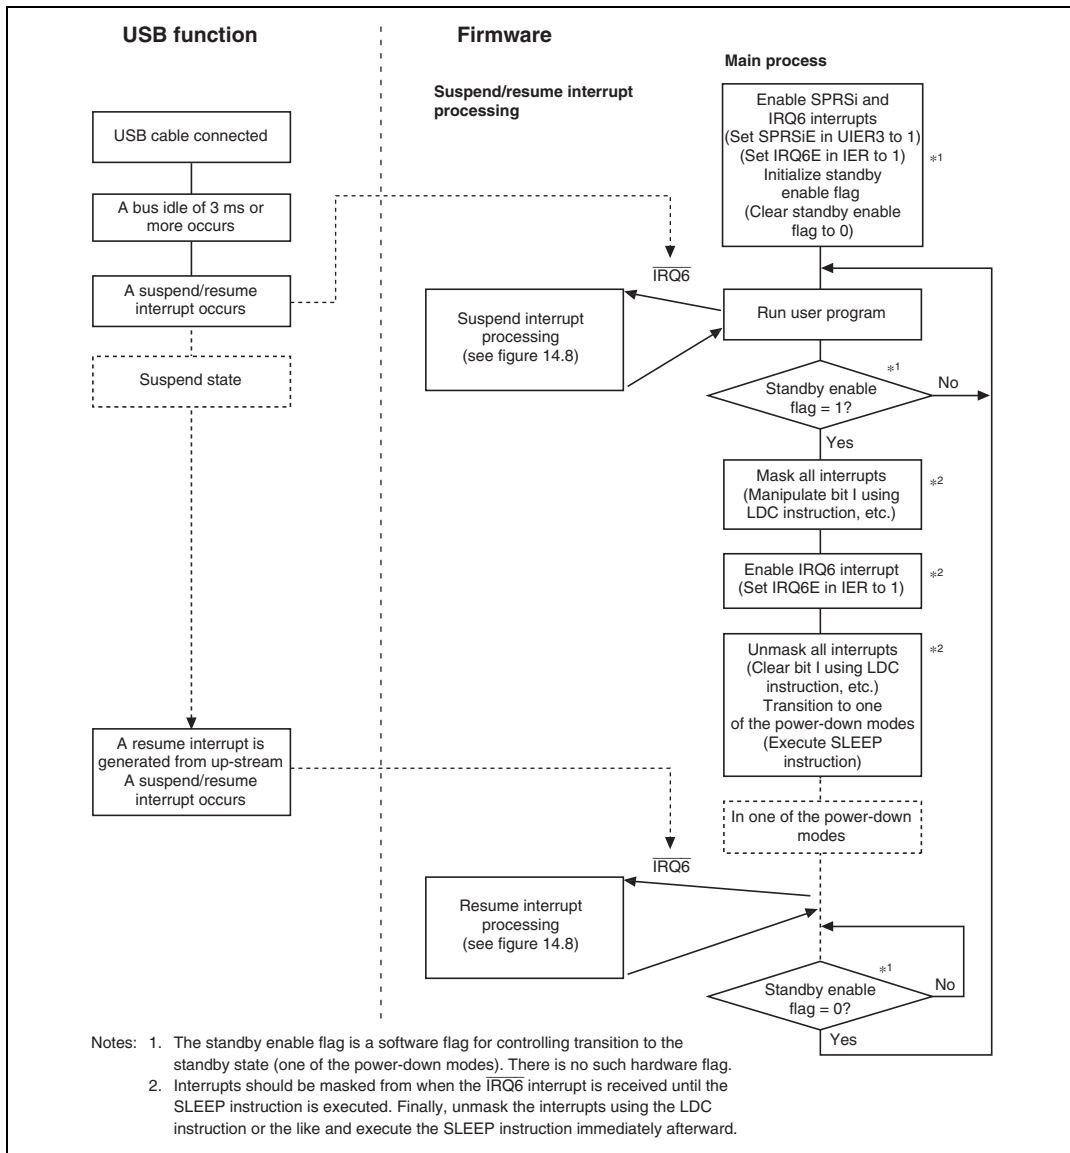 USB function
Firmware
Suspend/resume interrupt
processing
Main process
USB cable connected
A bus idle of 3 ms or
more occurs
A suspend/resume
interrupt occurs
Suspend state
A resume interrupt is
generated from up-stream
A suspend/resume
interrupt occurs
IRQ6
Suspend interrupt
processing
(see figure 14.8)
IRQ6
Resume interrupt
processing
(see figure 14.8)
Enable SPRSi and
IRQ6 interrupts
(Set SPRSiE in UIER3 to 1)
(Set IRQ6E in IER to 1)
Initialize standby
enable flag
(Clear standby enable
flag to 0)
*1
Run user program
Standby enable
flag = 1?
*1
No
Yes
Mask all interrupts
(Manipulate bit I using
LDC instruction, etc.)
*2
Enable IRQ6 interrupt
(Set IRQ6E in IER to 1)
*2
Unmask all interrupts
(Clear bit I using LDC
instruction, etc.)
Transition to one
of the power-down modes
(Execute SLEEP
instruction)
*2
In one of the power-down
modes
Standby enable
flag = 0?
*1
No
Yes
Notes: 1. The standby enable flag is a software flag for controlling transition to the
standby state (one of the power-down modes). There is no such hardware flag.
2. Interrupts should be masked from when the IRQ6 interrupt is received until the
SLEEP instruction is executed. Finally, unmask the interrupts using the LDC
instruction or the like and execute the SLEEP instruction immediately afterward.